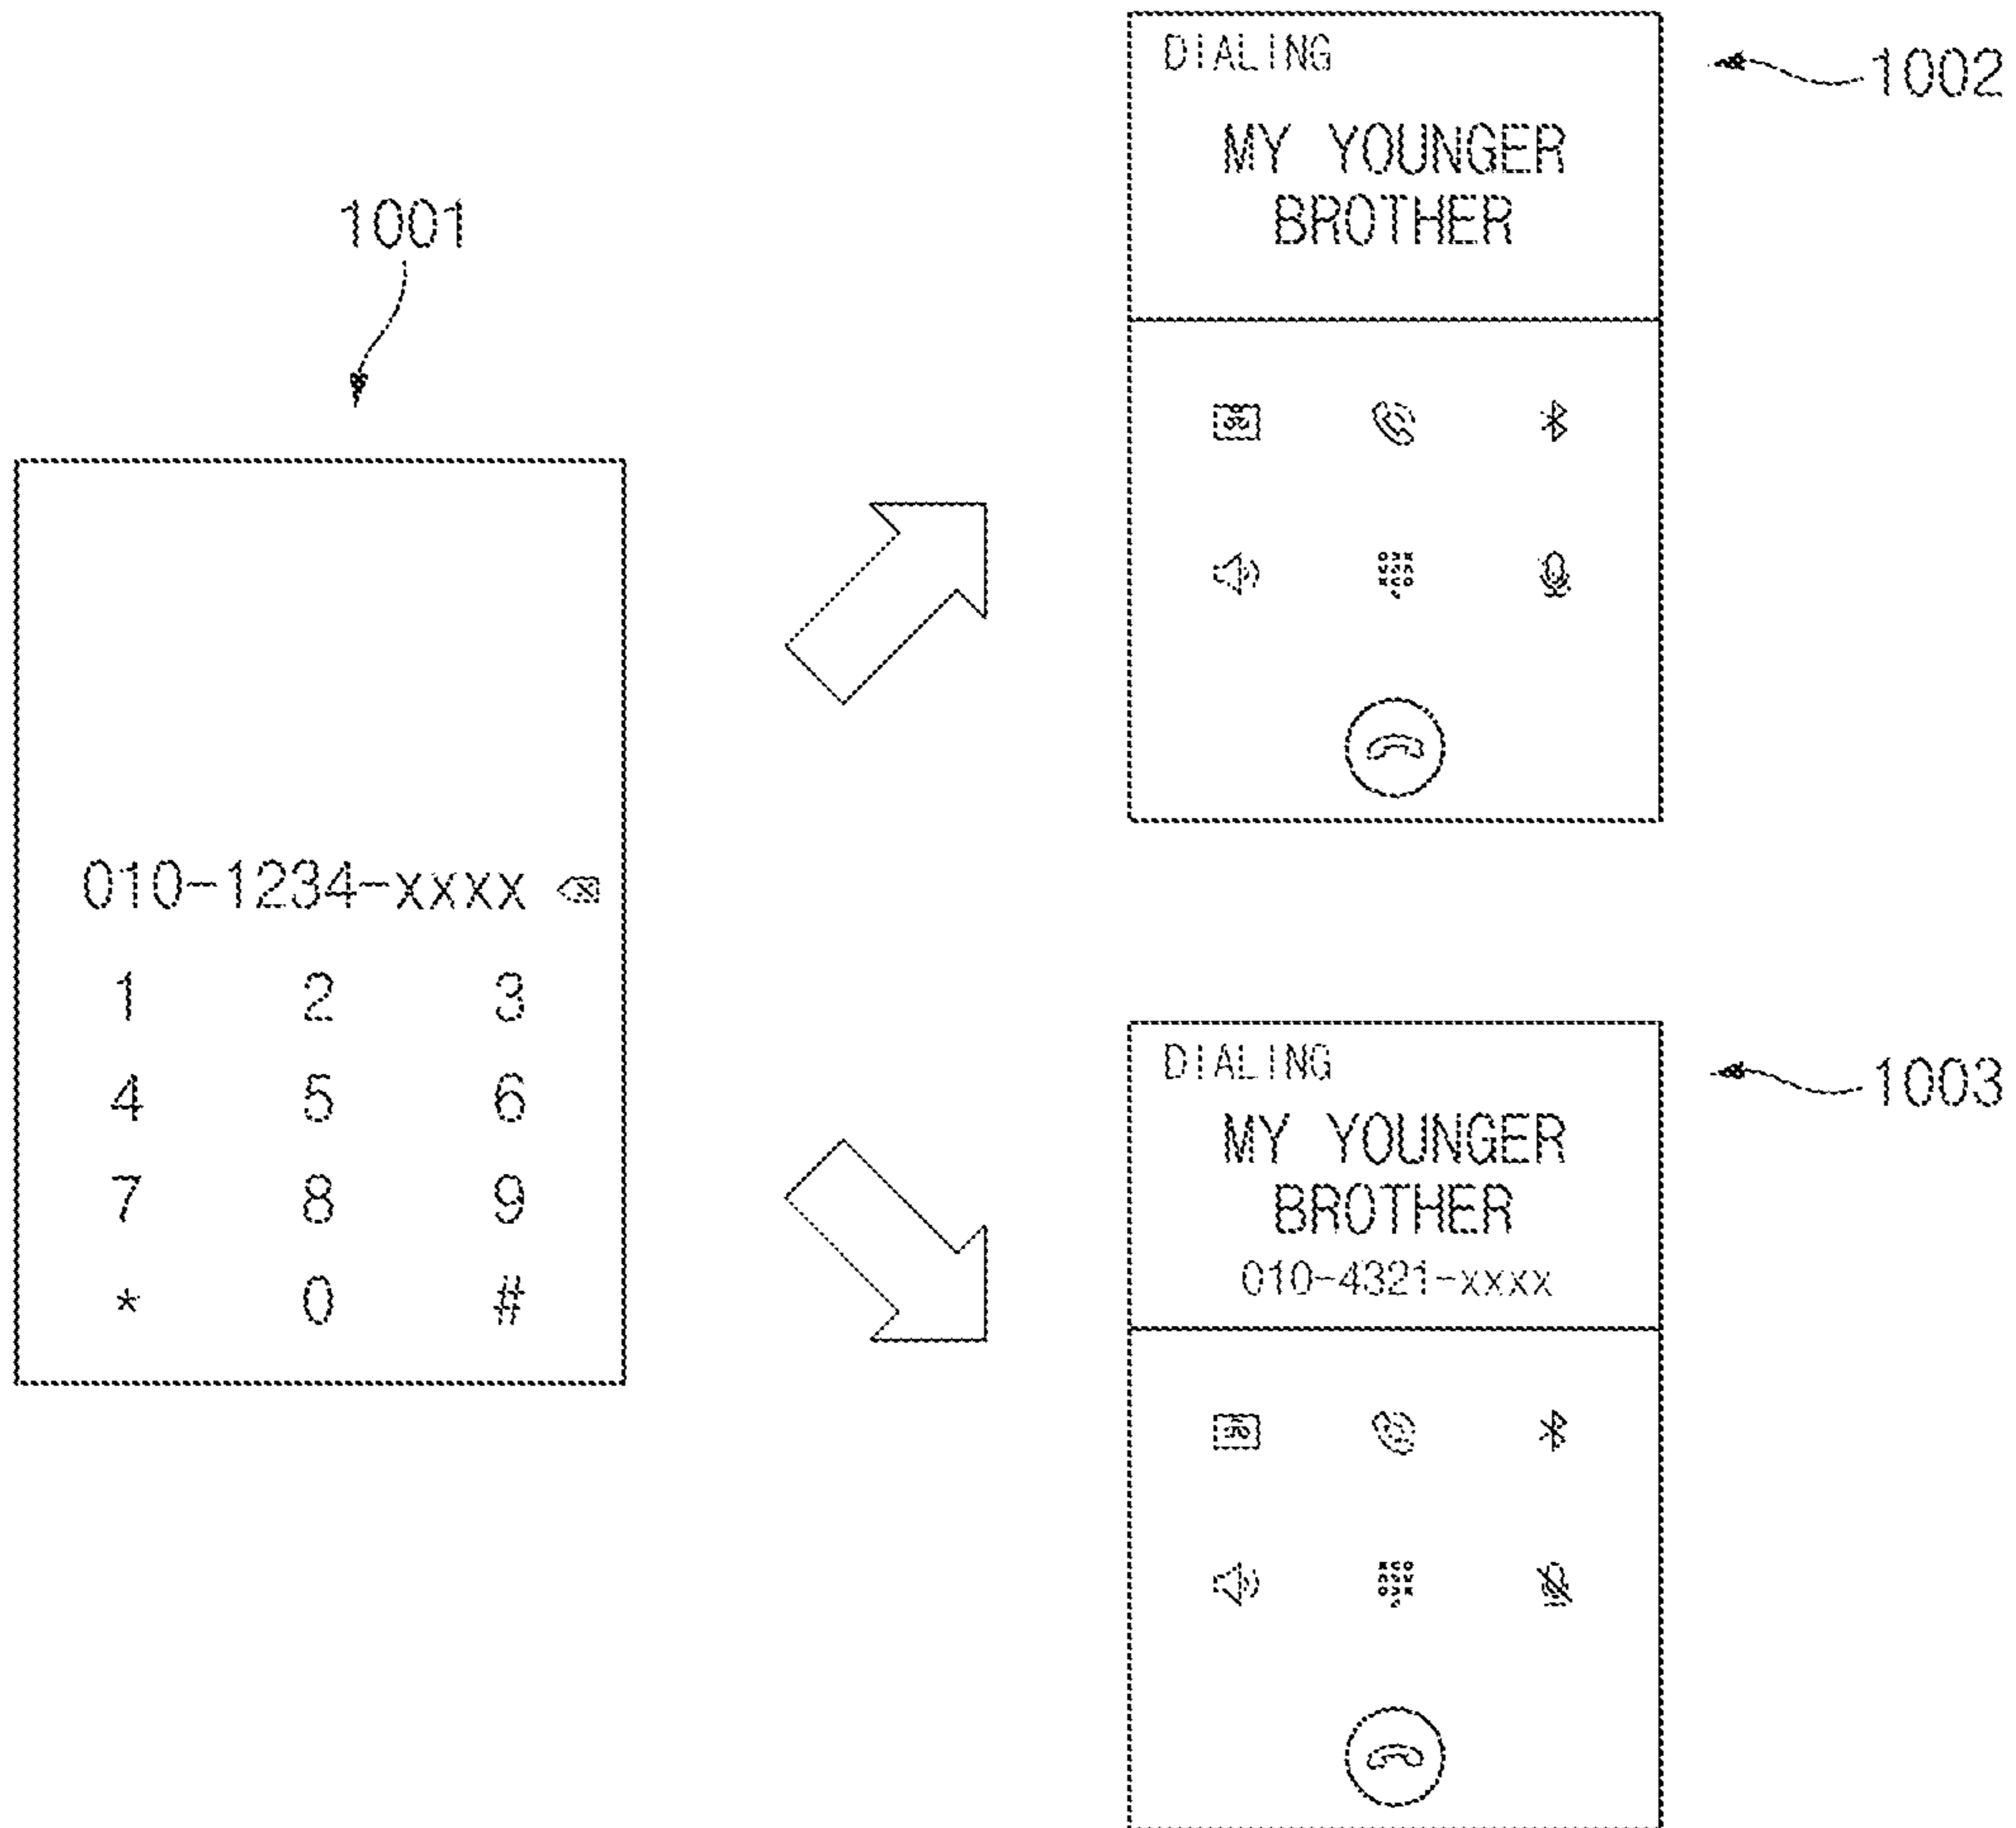 1001
010-1234-xxxx
1 2 3
4 5 6
7 8 9
* 0 #
DIALING
1002
MY YOUNGER
BROTHER
DIALING
1003
MY YOUNGER
BROTHER
010-4321-xxxx